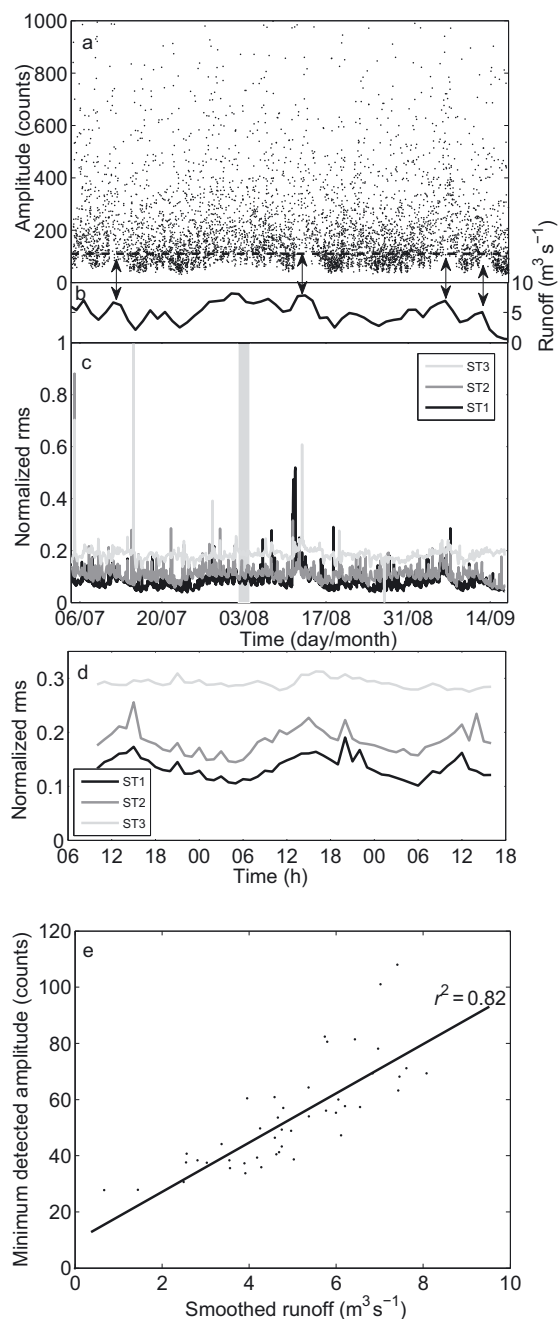 a
1000
800
600
400
200
0
Amplitude (counts)
b
10
5
0
Runoff (m³ s⁻¹)
c
1
0.8
0.6
0.4
0.2
0
Normalized rms
ST3
ST2
ST1
06/07 20/07 03/08 17/08 31/08 14/09
Time (day/month)
d
0.3
0.2
0.1
0
Normalized rms
ST1
ST2
ST3
06 12 18 00 06 12 18 00 06 12 18
Time (h)
e
120
100
80
60
40
20
0
Minimum detected amplitude (counts)
r² = 0.82
0 2 4 6 8 10
Smoothed runoff (m³ s⁻¹)